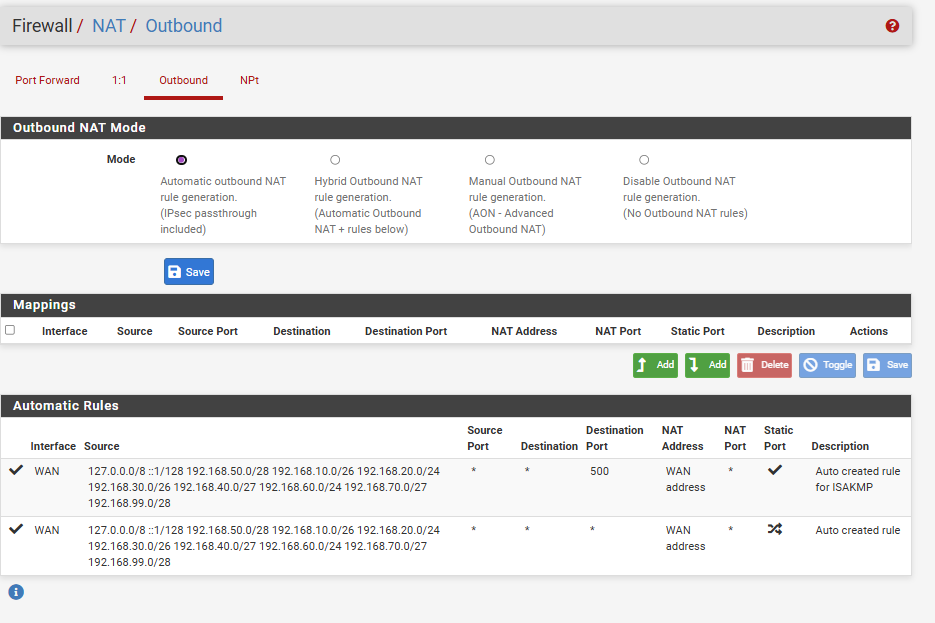 Firewall / NAT / Outbound
Port Forward 1:1 Outbound NPt
Outbound NAT Mode
Mode
Automatic outbound NAT
rule generation.
(IPsec passthrough
included)
Hybrid Outbound NAT
rule generation.
(Automatic Outbound
NAT + rules below)
Manual Outbound NAT
rule generation.
(AON - Advanced
Outbound NAT)
Disable Outbound NAT
rule generation.
(No Outbound NAT rules)
Save
Mappings
Interface Source Source Port Destination Destination Port NAT Address NAT Port Static Port Description Actions
Add Add Delete Toggle Save
Automatic Rules
Interface Source Source Port Destination Destination Port NAT Address NAT Port Static Port Description
WAN
127.0.0.0/8 ::1/128 192.168.50.0/28 192.168.10.0/26 192.168.20.0/24
192.168.30.0/26 192.168.40.0/27 192.168.60.0/24 192.168.70.0/27
192.168.99.0/28
* * 500
WAN
address
*
Auto created rule
for ISAKMP
WAN
127.0.0.0/8 ::1/128 192.168.50.0/28 192.168.10.0/26 192.168.20.0/24
192.168.30.0/26 192.168.40.0/27 192.168.60.0/24 192.168.70.0/27
192.168.99.0/28
* * *
WAN
address
*
Auto created rule